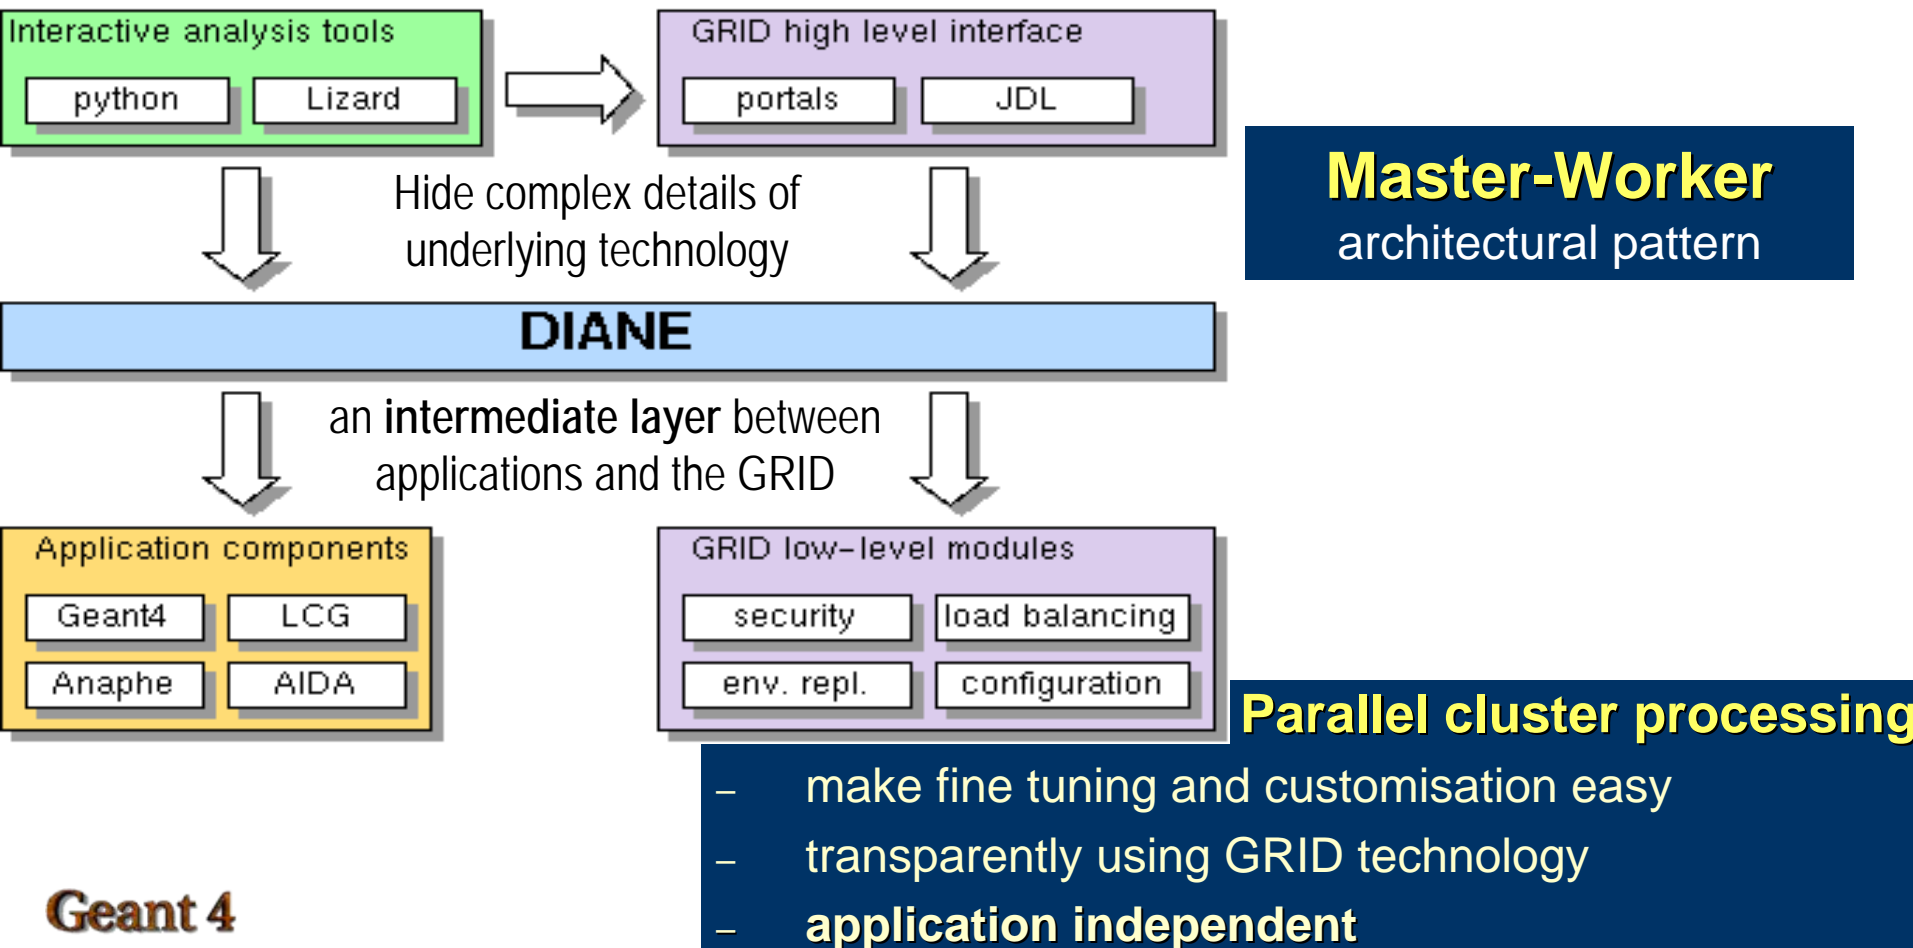 Interactive analysis tools
python
Lizard
GRID high level interface
portals
JDL
Master-Worker
architectural pattern
Hide complex details of
underlying technology
DIANE
an intermediate layer between
applications and the GRID
Application components
Geant4
LCG
Anaphe
AIDA
GRID low-level modules
security
load balancing
env. repl.
configuration
Parallel cluster processing
– make fine tuning and customisation easy
– transparently using GRID technology
– application independent
Geant 4